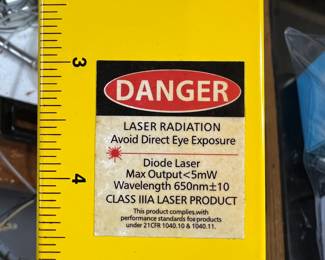 3
DANGER
LASER RADIATION
Avoid Direct Eye Exposure
Diode Laser
4
Max Output<5mW
Wavelength 650nm±10
CLASS IIIA LASER PRODUCT
This product complies with
performance standards foe products
under 21CFR 1040.10 & 1040.11.